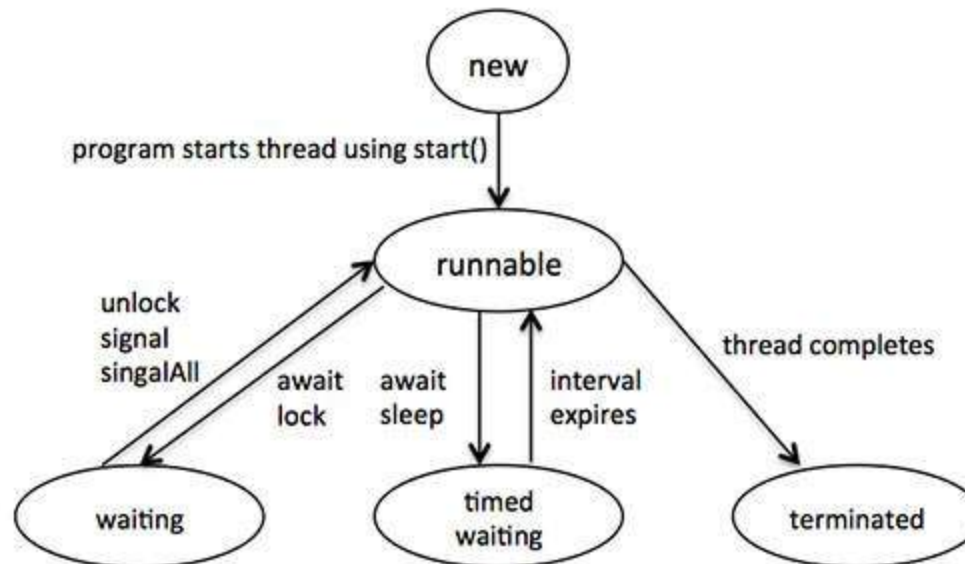 new
program starts thread using start()
runnable
unlock
signal
singalAll
await
lock
await
sleep
interval
expires
thread completes
waiting
timed
waiting
terminated